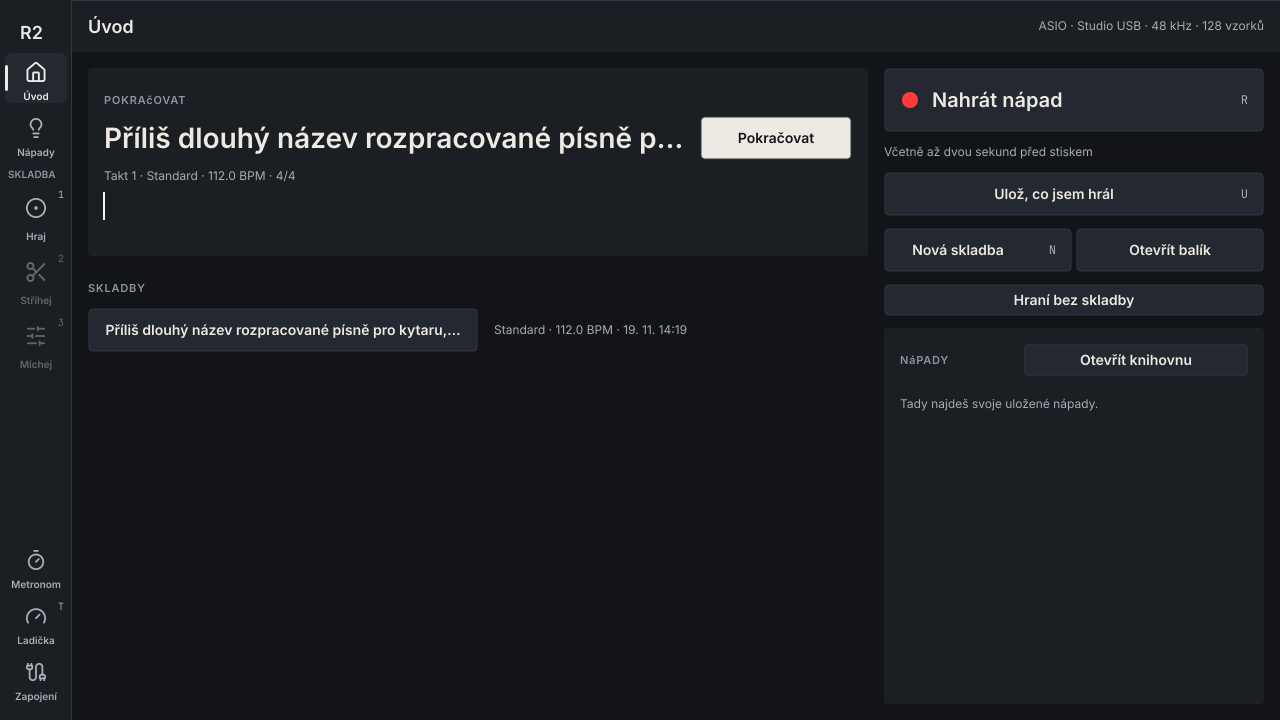 R2
Úvod
Nápady
SKLADBA
1
Hraj
2
Stříhej
3
Míchej
Metronom
T
Ladička
Zapojení
Úvod
ASIO · Studio USB · 48 kHz · 128 vzorků
POKRAčOVAT
Příliš dlouhý název rozpracované písně p...
Pokračovat
Takt 1 · Standard · 112.0 BPM · 4/4
SKLADBY
Příliš dlouhý název rozpracované písně pro kytaru,...
Standard · 112.0 BPM · 19. 11. 14:19
Nahrát nápad
R
Včetně až dvou sekund před stiskem
Ulož, co jsem hrál
U
Nová skladba
N
Otevřít balík
Hraní bez skladby
NáPADY
Otevřít knihovnu
Tady najdeš svoje uložené nápady.